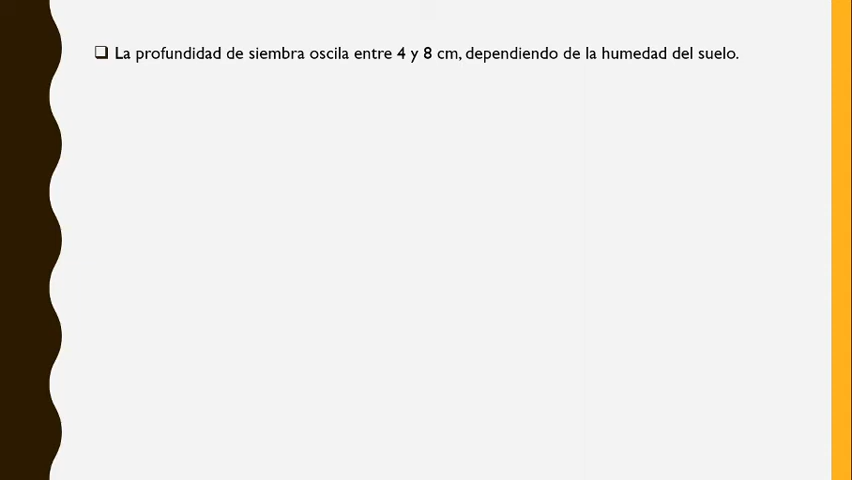 La profundidad de siembra oscila entre 4 y 8 cm, dependiendo de la humedad del suelo.